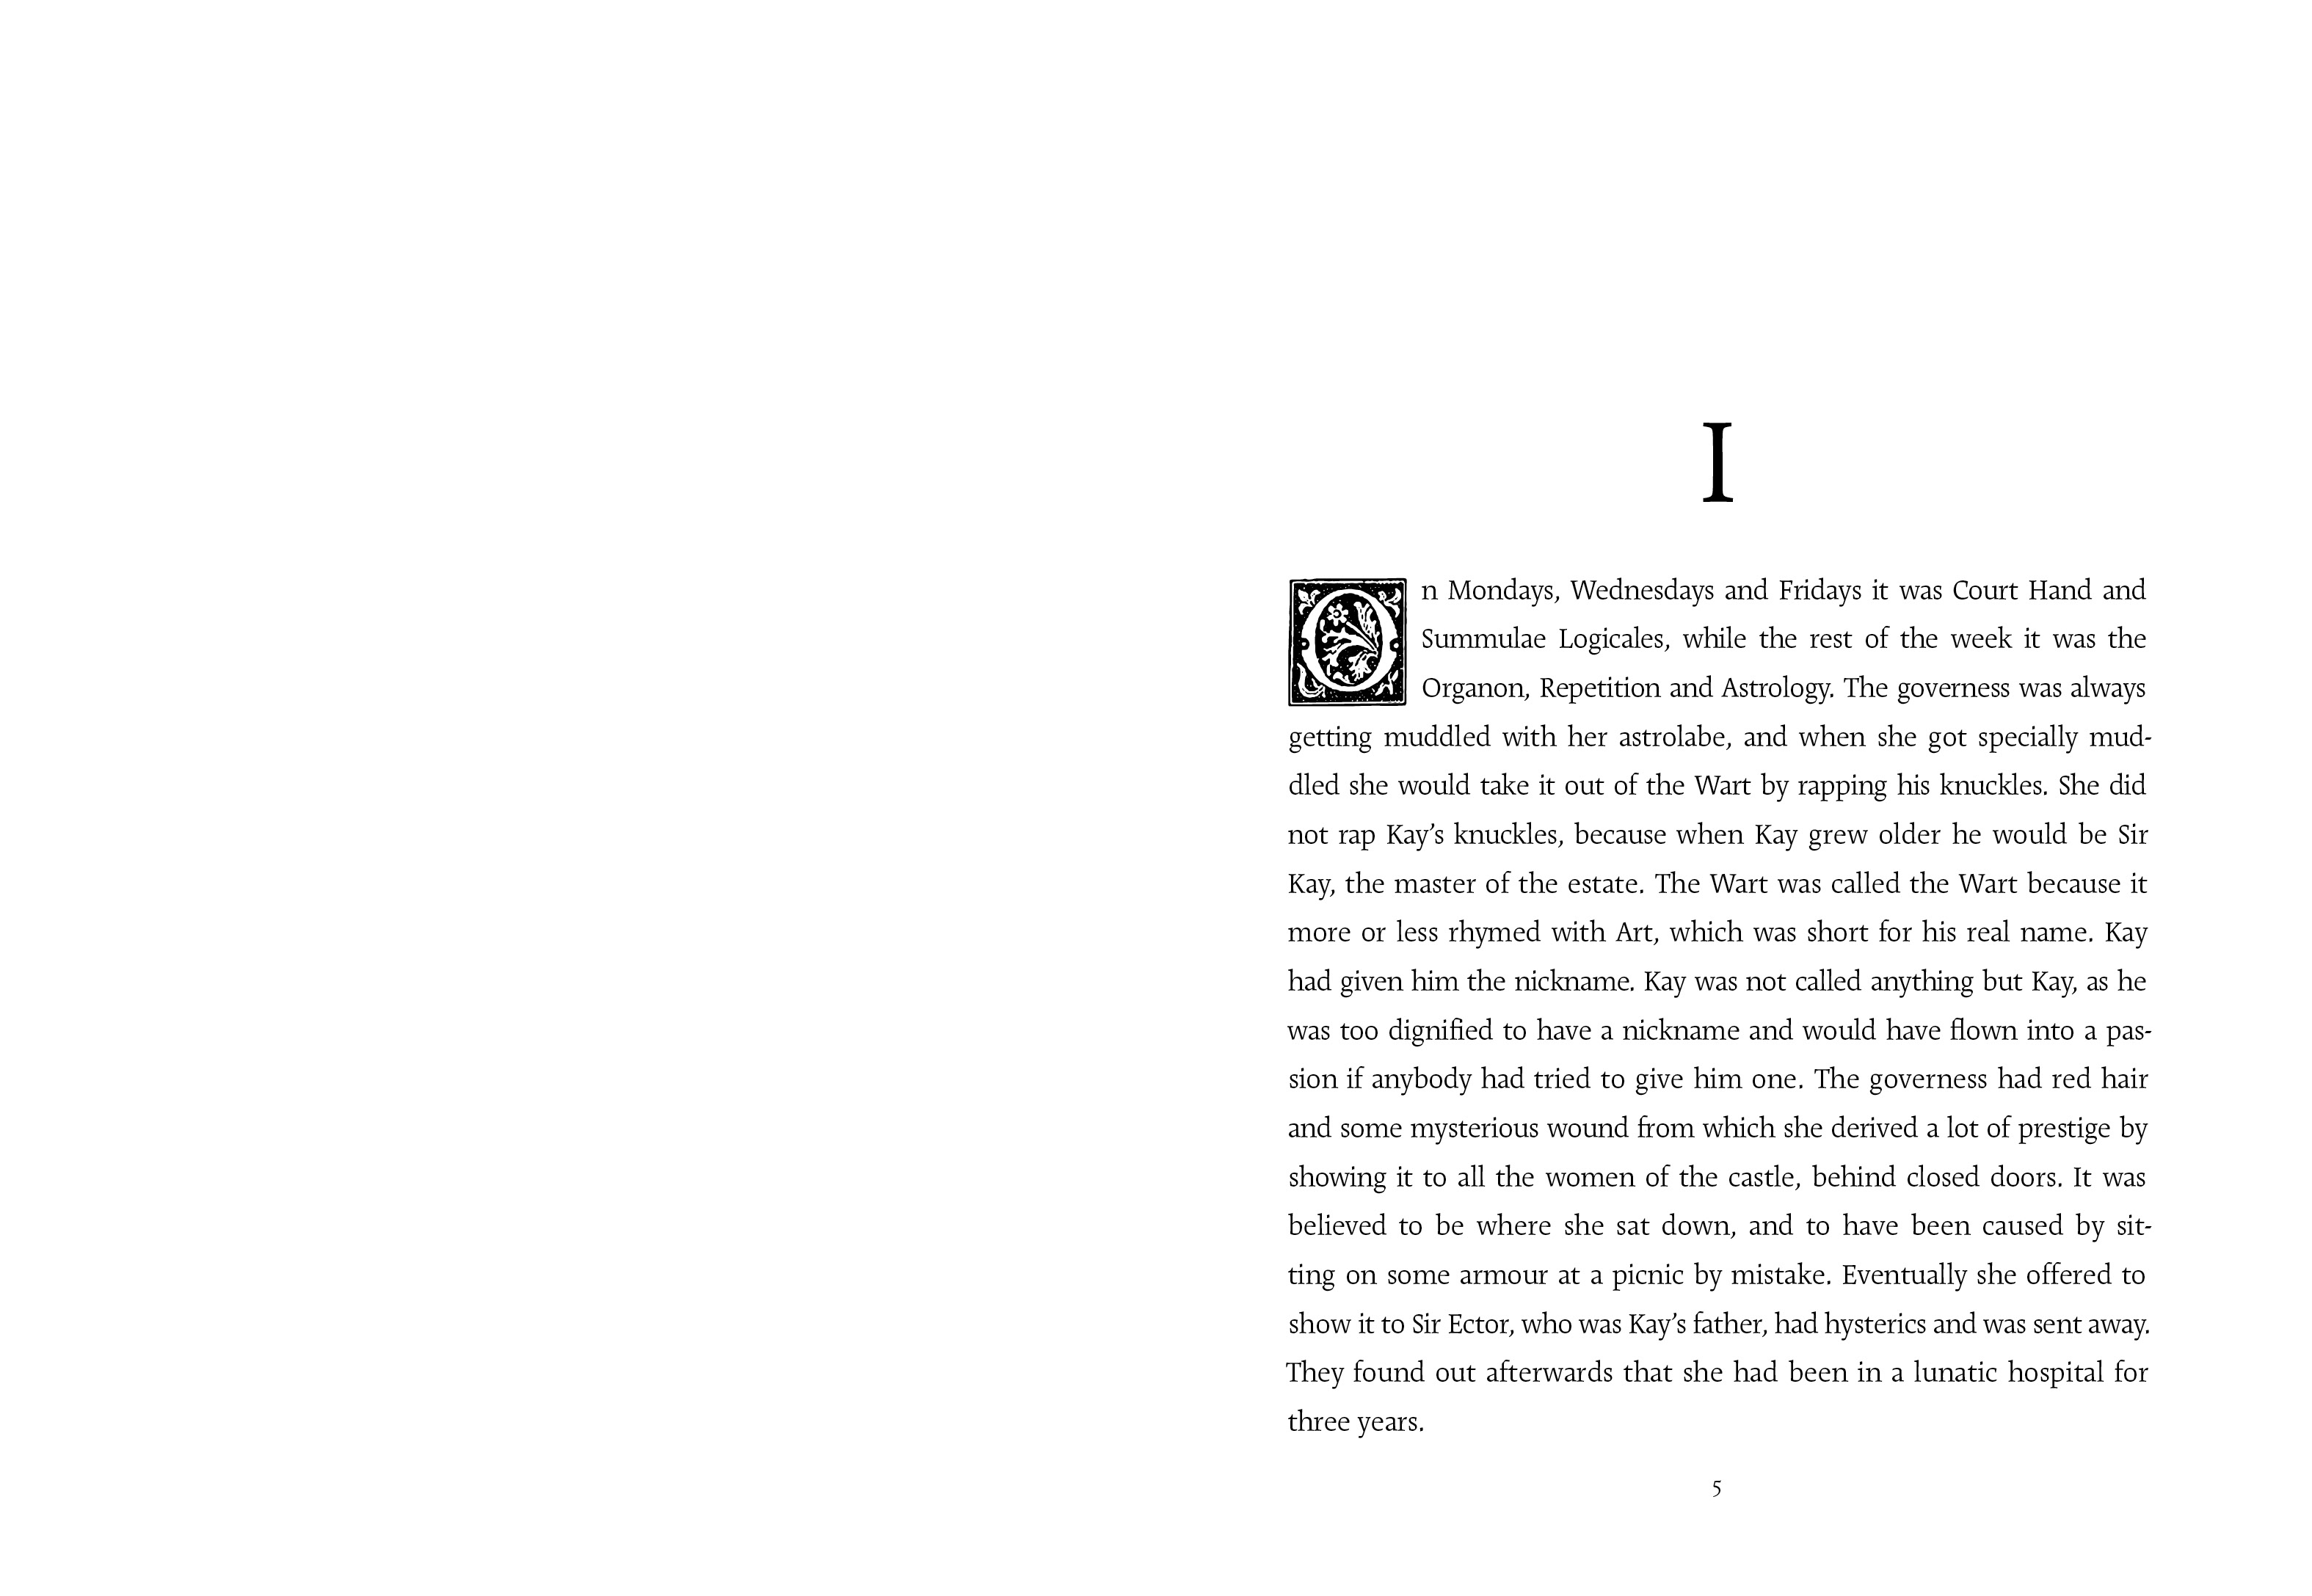 I
On Mondays, Wednesdays and Fridays it was Court Hand and
Summulae Logicales, while the rest of the week it was the
Organon, Repetition and Astrology. The governess was always
getting muddled with her astrolabe, and when she got specially mud-
dled she would take it out of the Wart by rapping his knuckles. She did
not rap Kay’s knuckles, because when Kay grew older he would be Sir
Kay, the master of the estate. The Wart was called the Wart because it
more or less rhymed with Art, which was short for his real name. Kay
had given him the nickname. Kay was not called anything but Kay, as he
was too dignified to have a nickname and would have flown into a pas-
sion if anybody had tried to give him one. The governess had red hair
and some mysterious wound from which she derived a lot of prestige by
showing it to all the women of the castle, behind closed doors. It was
believed to be where she sat down, and to have been caused by sit-
ting on some armour at a picnic by mistake. Eventually she offered to
show it to Sir Ector, who was Kay’s father, had hysterics and was sent away.
They found out afterwards that she had been in a lunatic hospital for
three years.
5